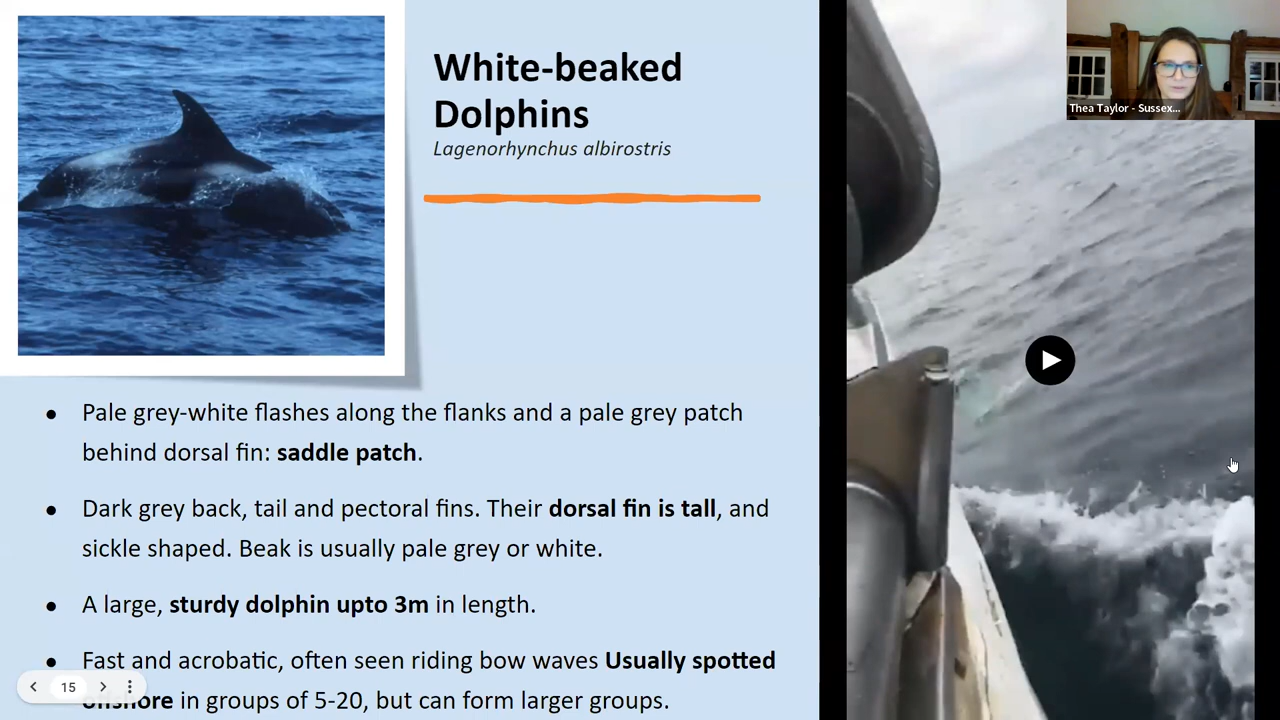 White-beaked
Dolphins
Lagenorhynchus albirostris
Thea Taylor - Sussex...
● Pale grey-white flashes along the flanks and a pale grey patch
behind dorsal fin: saddle patch.
● Dark grey back, tail and pectoral fins. Their dorsal fin is tall, and
sickle shaped. Beak is usually pale grey or white.
● A large, sturdy dolphin upto 3m in length.
● Fast and acrobatic, often seen riding bow waves Usually spotted
offshore in groups of 5-20, but can form larger groups.
15